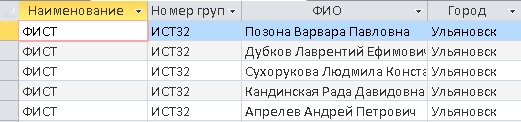 Наименование Номер груп ФИО Город
ФИСТ ИСТ32 Позона Варвара Павловна Ульяновск
ФИСТ ИСТ32 Дубков Лаврентий Ефимович Ульяновск
ФИСТ ИСТ32 Сухорукова Людмила Конста Ульяновск
ФИСТ ИСТ32 Кандинская Рада Давидовна Ульяновск
ФИСТ ИСТ32 Апрелев Андрей Петрович Ульяновск